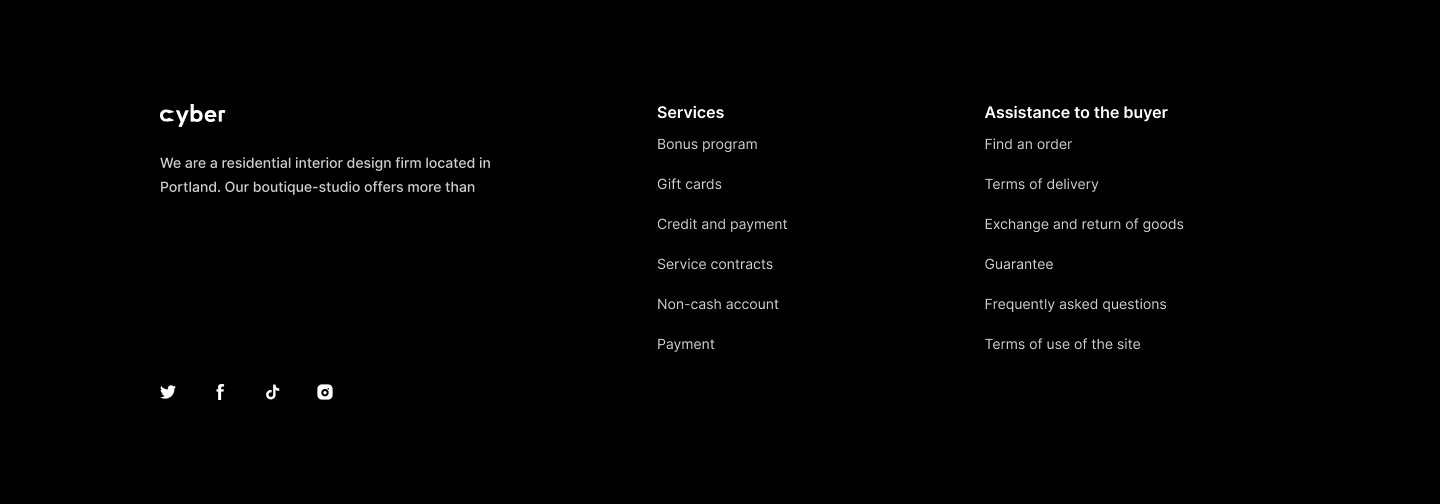 cyber
We are a residential interior design firm located in
Portland. Our boutique-studio offers more than
Services
Bonus program
Gift cards
Credit and payment
Service contracts
Non-cash account
Payment
Assistance to the buyer
Find an order
Terms of delivery
Exchange and return of goods
Guarantee
Frequently asked questions
Terms of use of the site